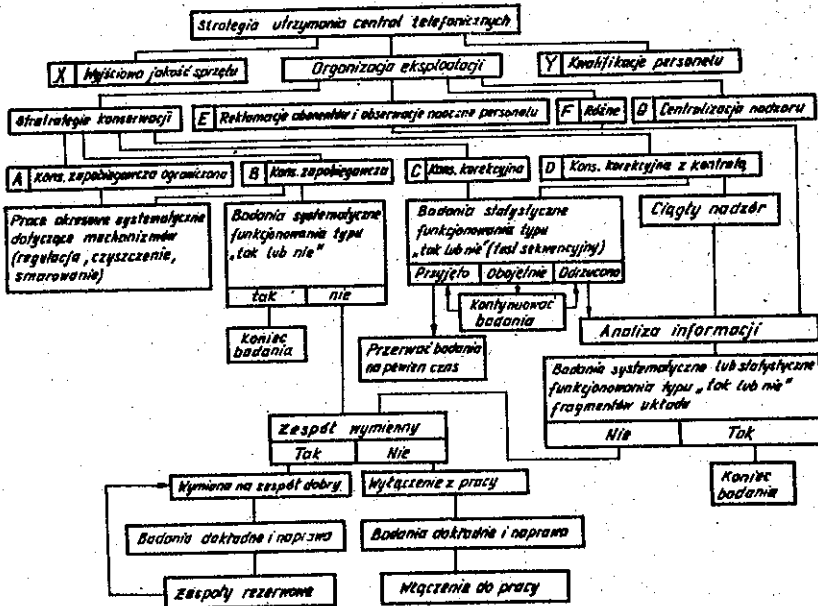 Strategia utrzymania central telefonicznych
X Wyjściowa jakość sprzętu
Organizacja eksploatacji
Y Kwalifikacje personelu
Stratrategie konserwacji
E Reklamacje abonentów i obserwacje naoczne personelu
F Różne
G Centralizacja nadzoru
A Kons. zapobiegawcza ograniczona
B Kons. zapobiegawcza
C Kons. korekcyjna
D Kons. korekcyjna z kontrolą
Prace okresowe systematyczne
dotyczące mechanizmów
(regulacja, czyszczenie,
smarowanie)
Badania systematyczne
funkcjonowania typu
„tak lub nie"
tak nie
Koniec
badania
Badania statystyczne
funkcjonowania typu
„tak lub nie" (test sekwencyjny)
Przyjęto Obojętnie Odrzucono
Kontynuować
badania
Przerwać badania
na pewien czas
Ciągły nadzór
Analiza informacji
Badania systematyczne lub statystyczne
funkcjonowania typu „tak lub nie"
fragmentów układu
Nie Tak
Koniec
badania
Zespół wymienny
Tak Nie
Wymiana na zespół dobry
Wyłączenie z pracy
Badania dokładne i naprawa
Badania dokładne i naprawa
Zespoły rezerwowe
Włączenie do pracy